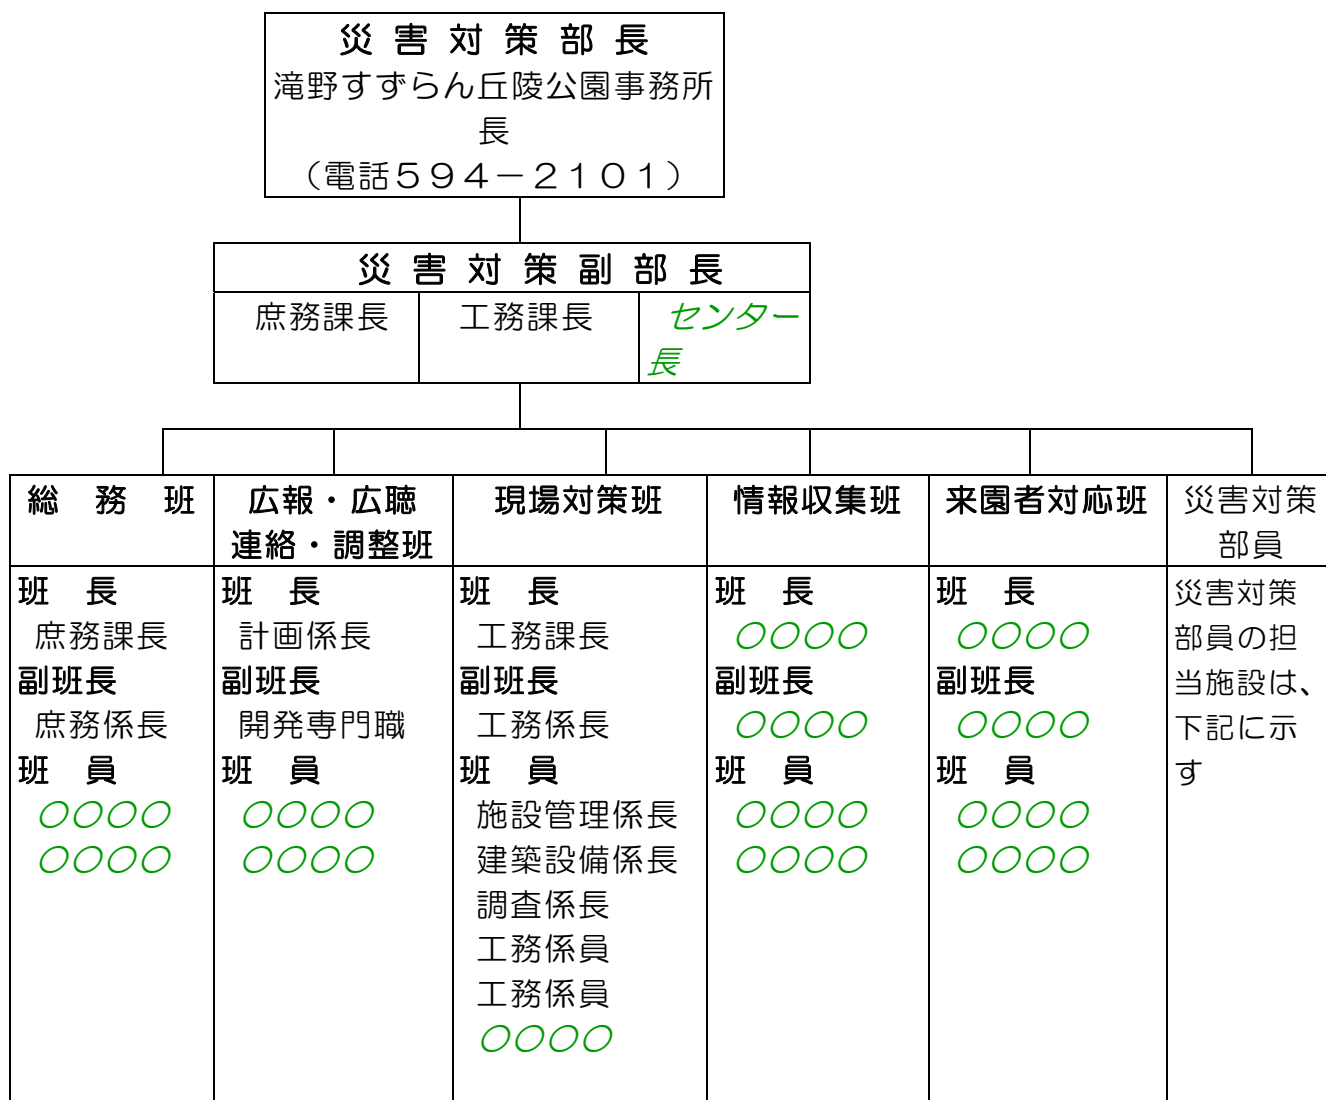 災害対策部長
滝野すずらん丘陵公園事務所
長
（電話５９４－２１０１）
災害対策副部長
庶務課長
工務課長
センター
長
総　務　班
広報・広聴
連絡・調整班
現場対策班
情報収集班
来園者対応班
災害対策
部員
班　長
庶務課長
副班長
庶務係長
班　員
○○○○
○○○○
班　長
計画係長
副班長
開発専門職
班　員
○○○○
○○○○
班　長
工務課長
副班長
工務係長
班　員
施設管理係長
建築設備係長
調査係長
工務係員
工務係員
○○○○
班　長
○○○○
副班長
○○○○
班　員
○○○○
○○○○
班　長
○○○○
副班長
○○○○
班　員
○○○○
○○○○
災害対策
部員の担
当施設は、
下記に示
す